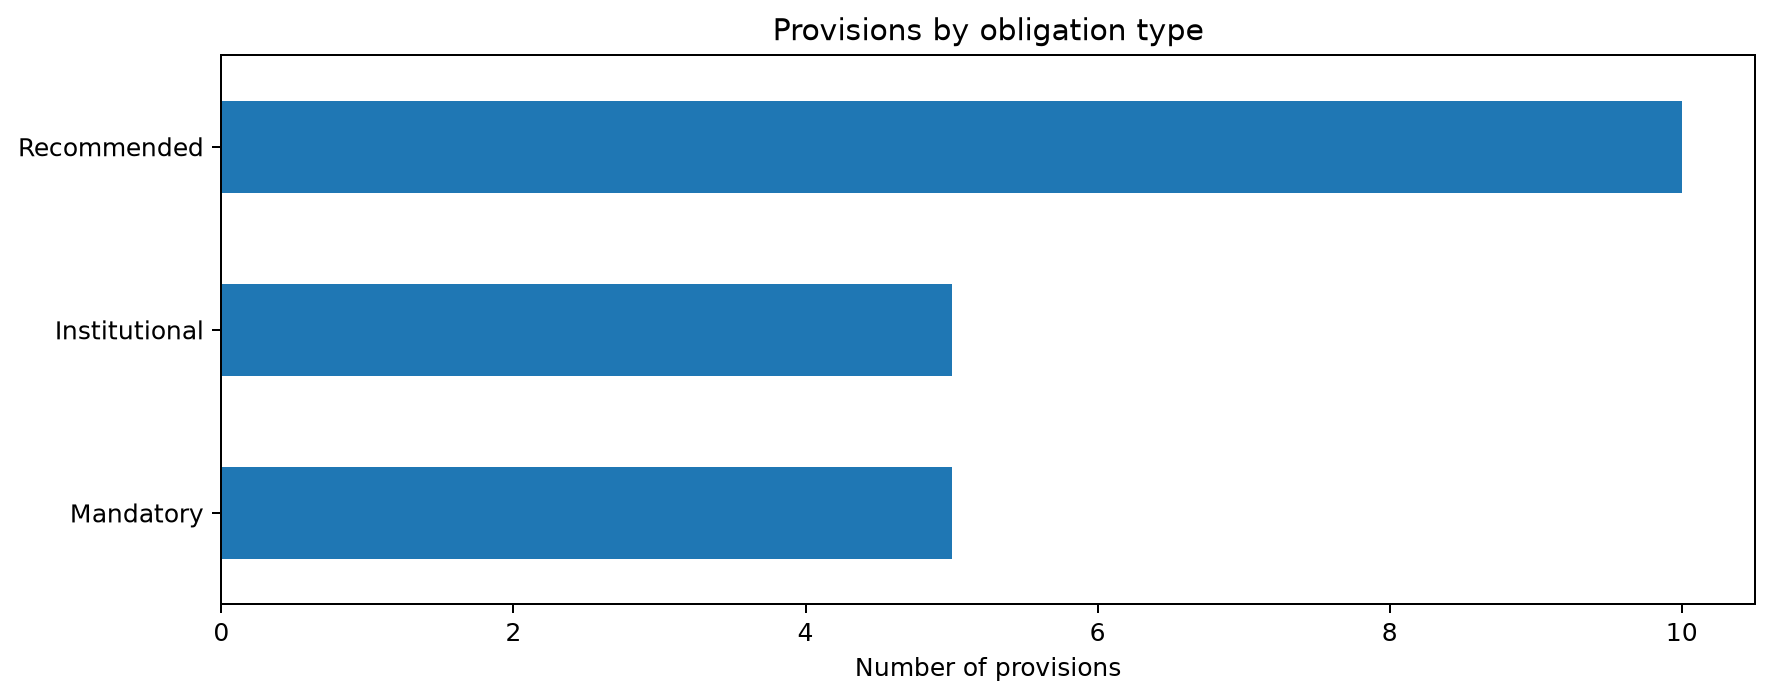 Provisions by obligation type
Recommended
Institutional
Mandatory
0 2 4 6 8 10
Number of provisions